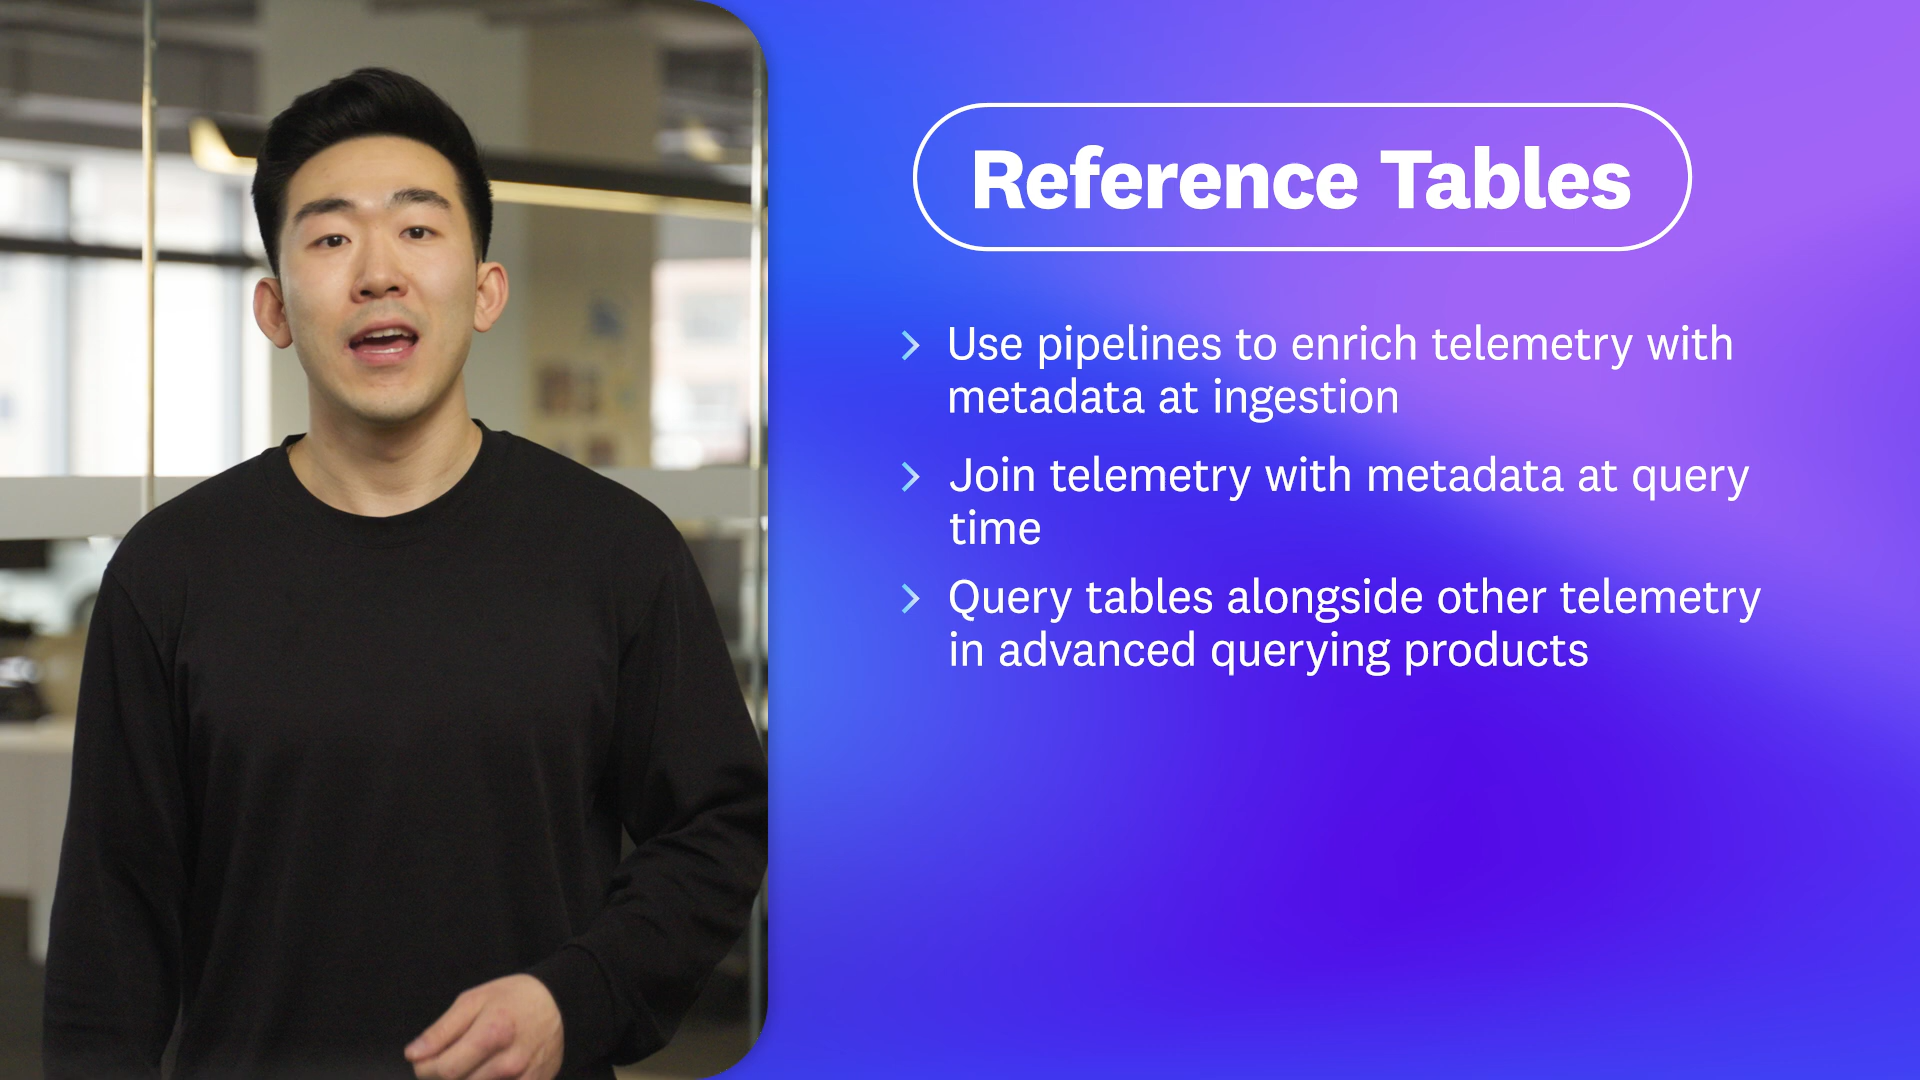 Reference Tables
Use pipelines to enrich telemetry with
metadata at ingestion
Join telemetry with metadata at query
time
Query tables alongside other telemetry
in advanced querying products